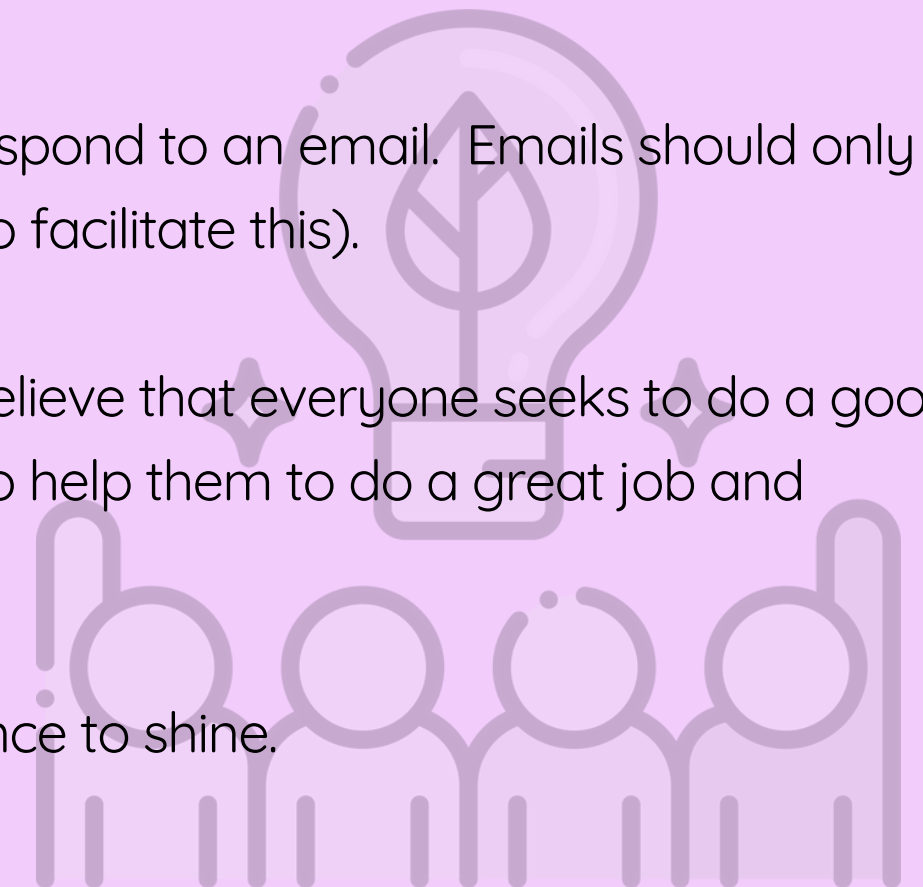 spond to an email.  Emails should only
o facilitate this).
elieve that everyone seeks to do a goo
o help them to do a great job and
nce to shine.